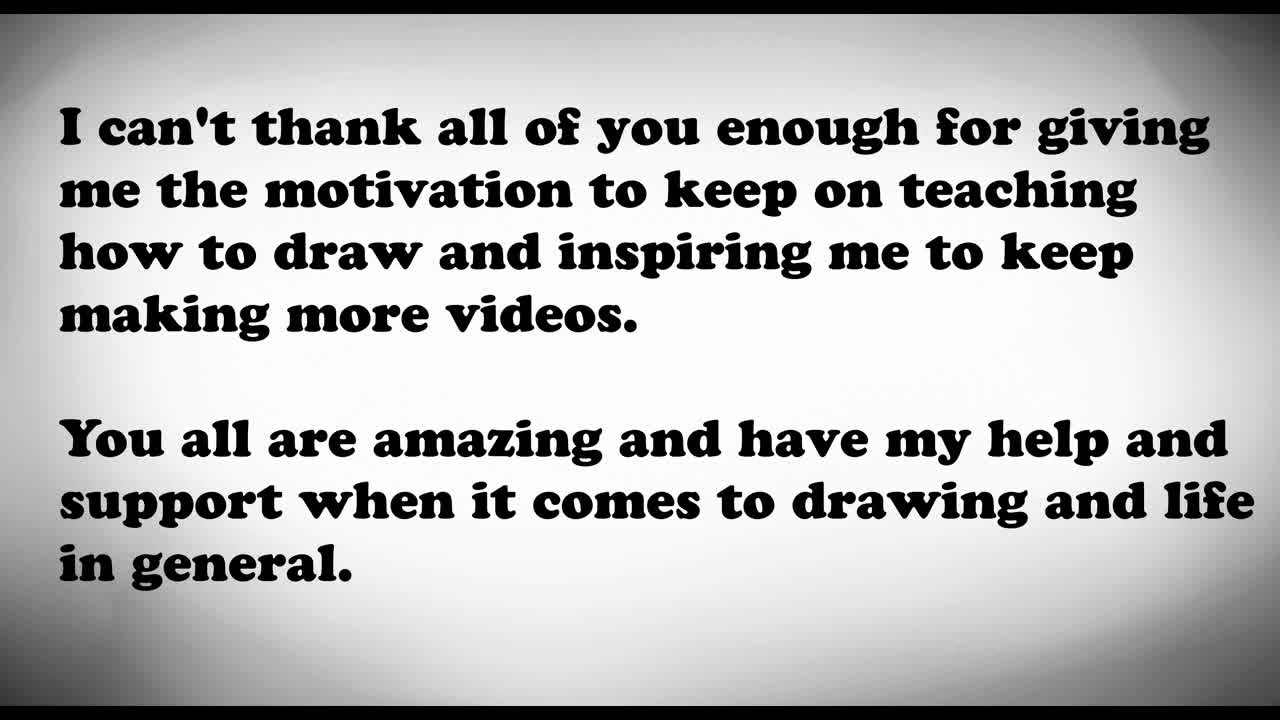 I can't thank all of you enough for giving
me the motivation to keep on teaching
how to draw and inspiring me to keep
making more videos.
You all are amazing and have my help and
support when it comes to drawing and life
in general.